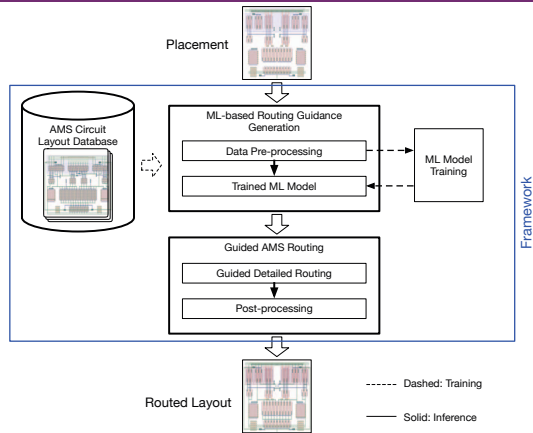 Placement
AMS Circuit
Layout Database
ML-based Routing Guidance
Generation
Data Pre-processing
Trained ML Model
ML Model
Training
Framework
Guided AMS Routing
Guided Detailed Routing
Post-processing
Routed Layout
Dashed: Training
Solid: Inference